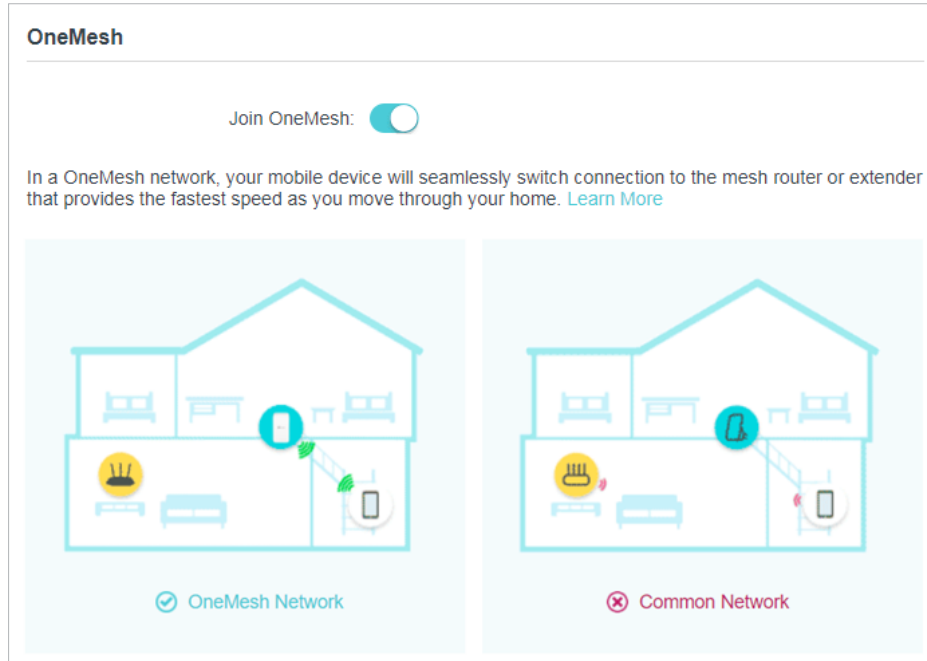 OneMesh
Join OneMesh:
In a OneMesh network, your mobile device will seamlessly switch connection to the mesh router or extender
that provides the fastest speed as you move through your home. Learn More
OneMesh Network
Common Network